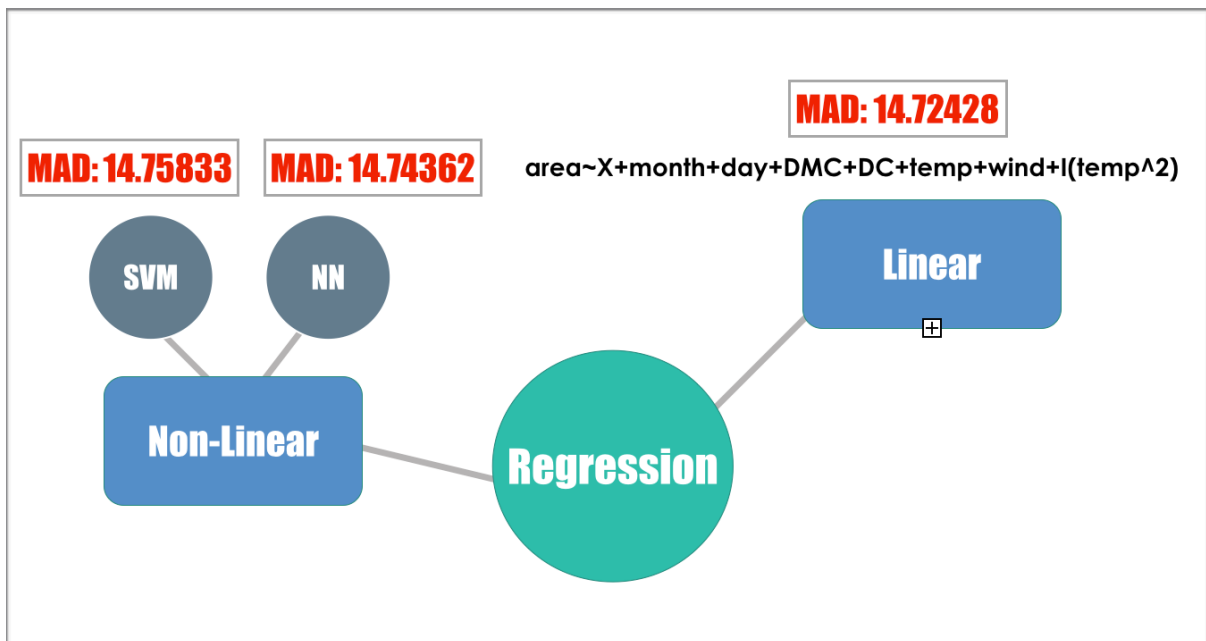 MAD: 14.72428
MAD: 14.75833
MAD: 14.74362
area~X+month+day+DMC+DC+temp+wind+I(temp^2)
SVM
NN
Linear
Non-Linear
Regression